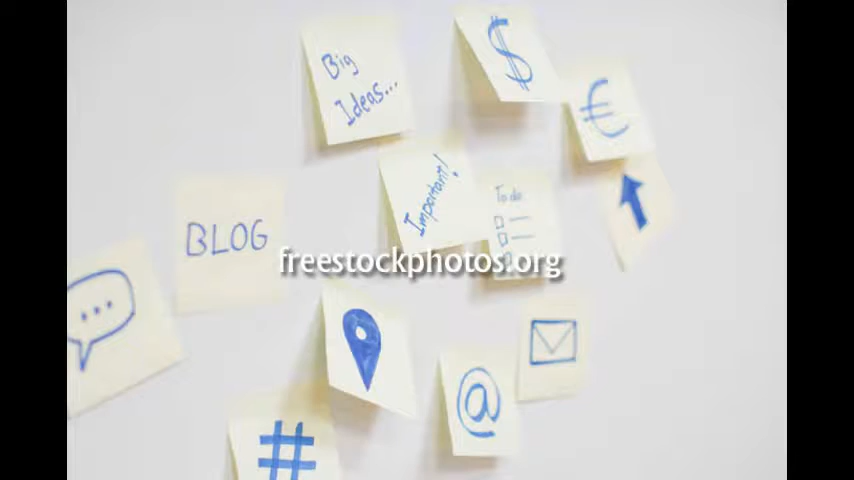 Big
Ideas...
$
€
Important!
To do
BLOG
freestockphotos.org
@
#